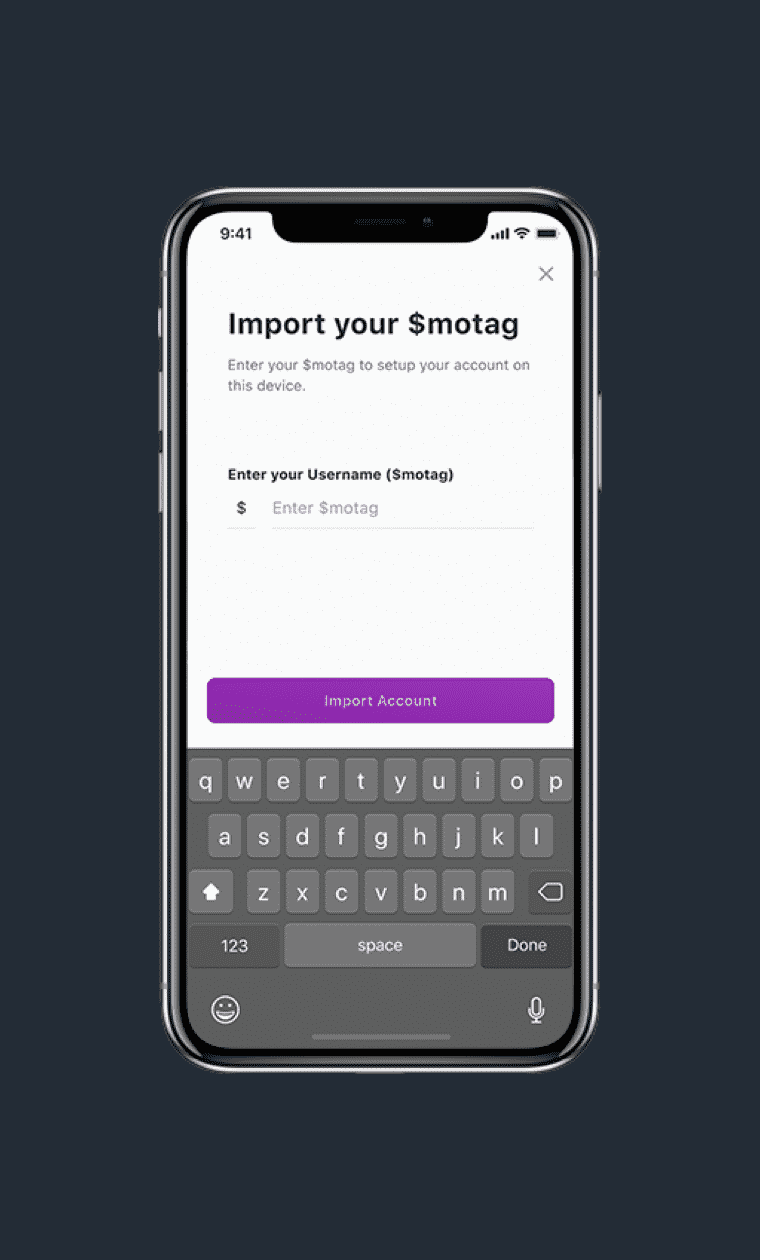 9:41
Import your $motag
Enter your $motag to setup your account on
this device.
Enter your Username ($motag)
$ Enter $motag
Import Account
q w e r t y u i o p
a s d f g h j k l
z x c v b n m
123 space Done